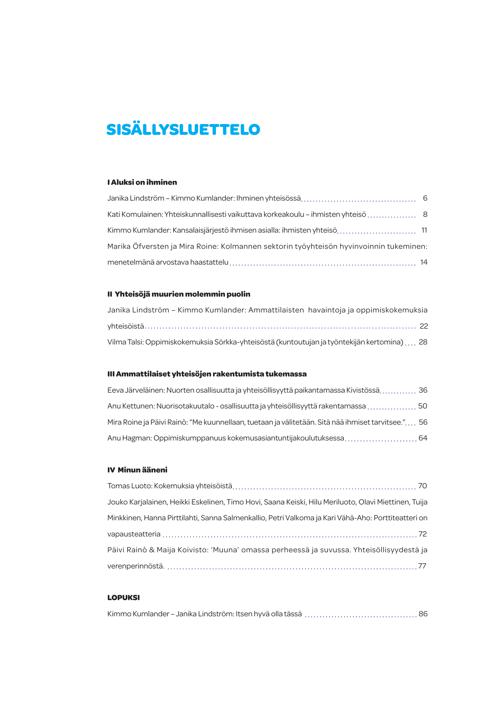 SISÄLLYSLUETTELO
I Aluksi on ihminen
Janika Lindström – Kimmo Kumlander: Ihminen yhteisössä 6
Kati Komulainen: Yhteiskunnallisesti vaikuttava korkeakoulu – ihmisten yhteisö 8
Kimmo Kumlander: Kansalaisjärjestö ihmisen asialla: ihmisten yhteisö 11
Marika Öfversten ja Mira Roine: Kolmannen sektorin työyhteisön hyvinvoinnin tukeminen:
menetelmänä arvostava haastattelu 14
II Yhteisöjä muurien molemmin puolin
Janika Lindström – Kimmo Kumlander: Ammattilaisten havaintoja ja oppimiskokemuksia
yhteisöistä 22
Vilma Talsi: Oppimiskokemuksia Sörkka-yhteisöstä (kuntoutujan ja työntekijän kertomina) 28
III Ammattilaiset yhteisöjen rakentumista tukemassa
Eeva Järveläinen: Nuorten osallisuutta ja yhteisöllisyyttä paikantamassa Kivistössä 36
Anu Kettunen: Nuorisotakuutalo - osallisuutta ja yhteisöllisyyttä rakentamassa 50
Mira Roine ja Päivi Rainò: "Me kuunnellaan, tuetaan ja välitetään. Sitä nää ihmiset tarvitsee." 56
Anu Hagman: Oppimiskumppanuus kokemusasiantuntijakoulutuksessa 64
IV Minun ääneni
Tomas Luoto: Kokemuksia yhteisöistä 70
Jouko Karjalainen, Heikki Eskelinen, Timo Hovi, Saana Keiski, Hilu Meriluoto, Olavi Miettinen, Tuija
Minkkinen, Hanna Pirttilahti, Sanna Salmenkallio, Petri Valkoma ja Kari Vähä-Aho: Porttiteatteri on
vapausteatteria 72
Päivi Rainò & Maija Koivisto: 'Muuna' omassa perheessä ja suvussa. Yhteisöllisyydestä ja
verenperinnöstä. 77
LOPUKSI
Kimmo Kumlander – Janika Lindström: Itsen hyvä olla tässä 86